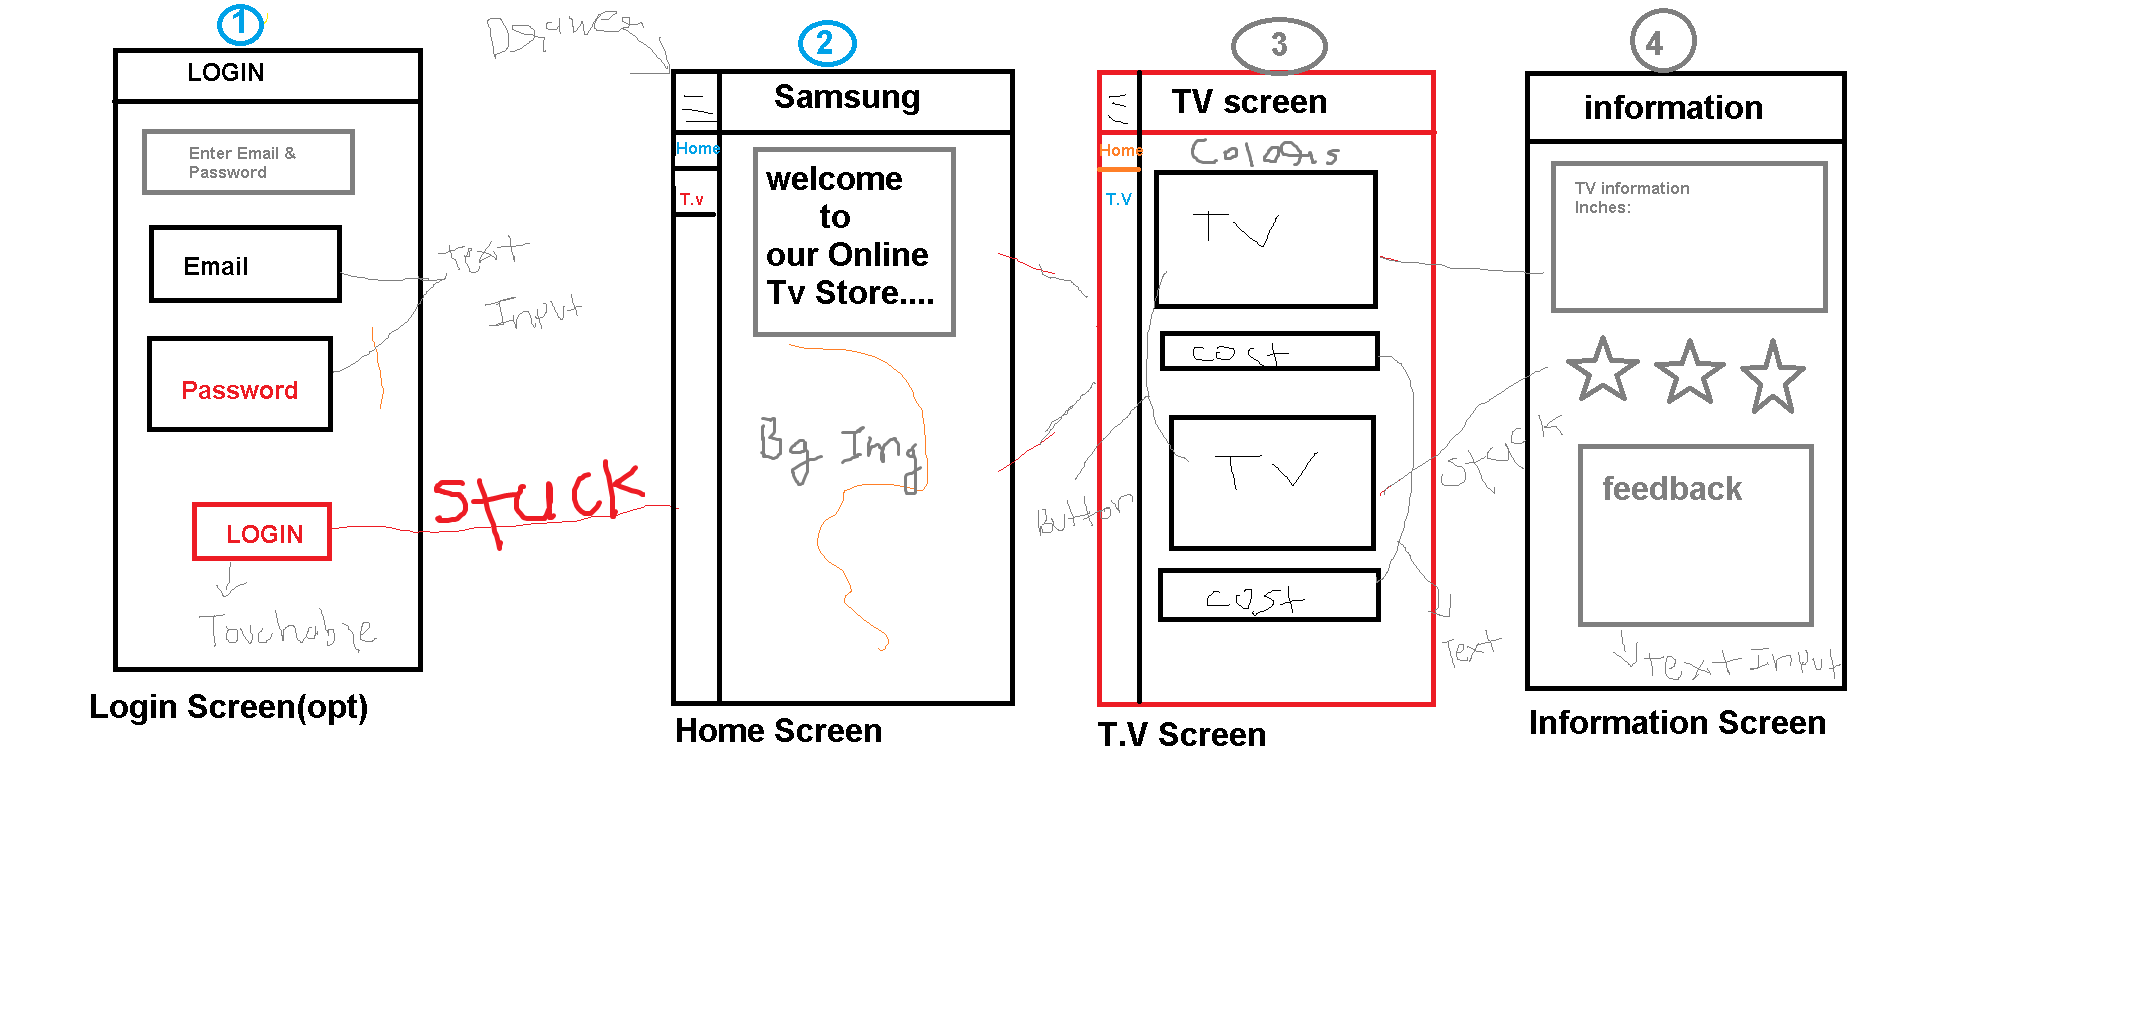 1
LOGIN
Enter Email &
Password
Email
Password
Text
Input
LOGIN
Touchable
Login Screen(opt)
stuck
Drawer
2
Samsung
Home
T.v
welcome
to
our Online
Tv Store....
Bg Img
Home Screen
3
TV screen
Home
T.V
Colors
TV
cost
TV
cost
Button
Text
T.V Screen
stuck
4
information
TV information
Inches:
feedback
Text Input
Information Screen